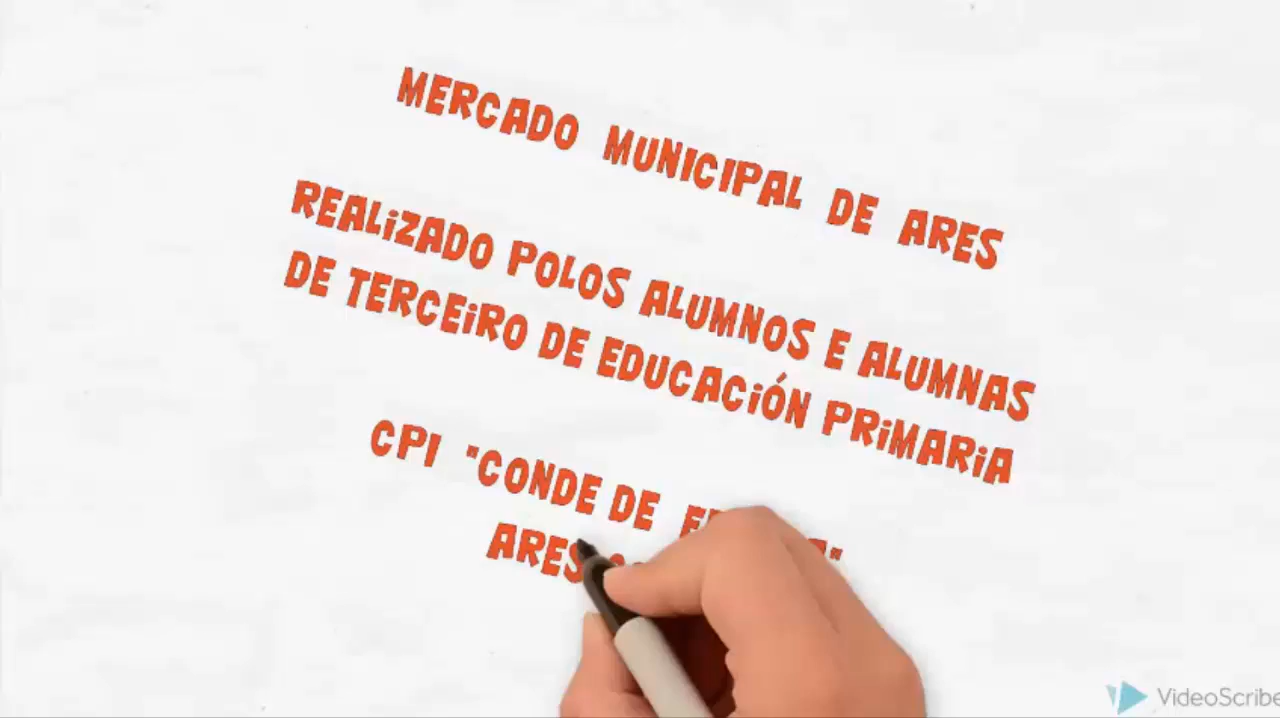 MERCADO MUNICIPAL DE ARES
REALIZADO POLOS ALUMNOS E ALUMNAS
DE TERCEIRO DE EDUCACIÓN PRIMARIA
CPI "CONDE DE
ARES
VideoScribe